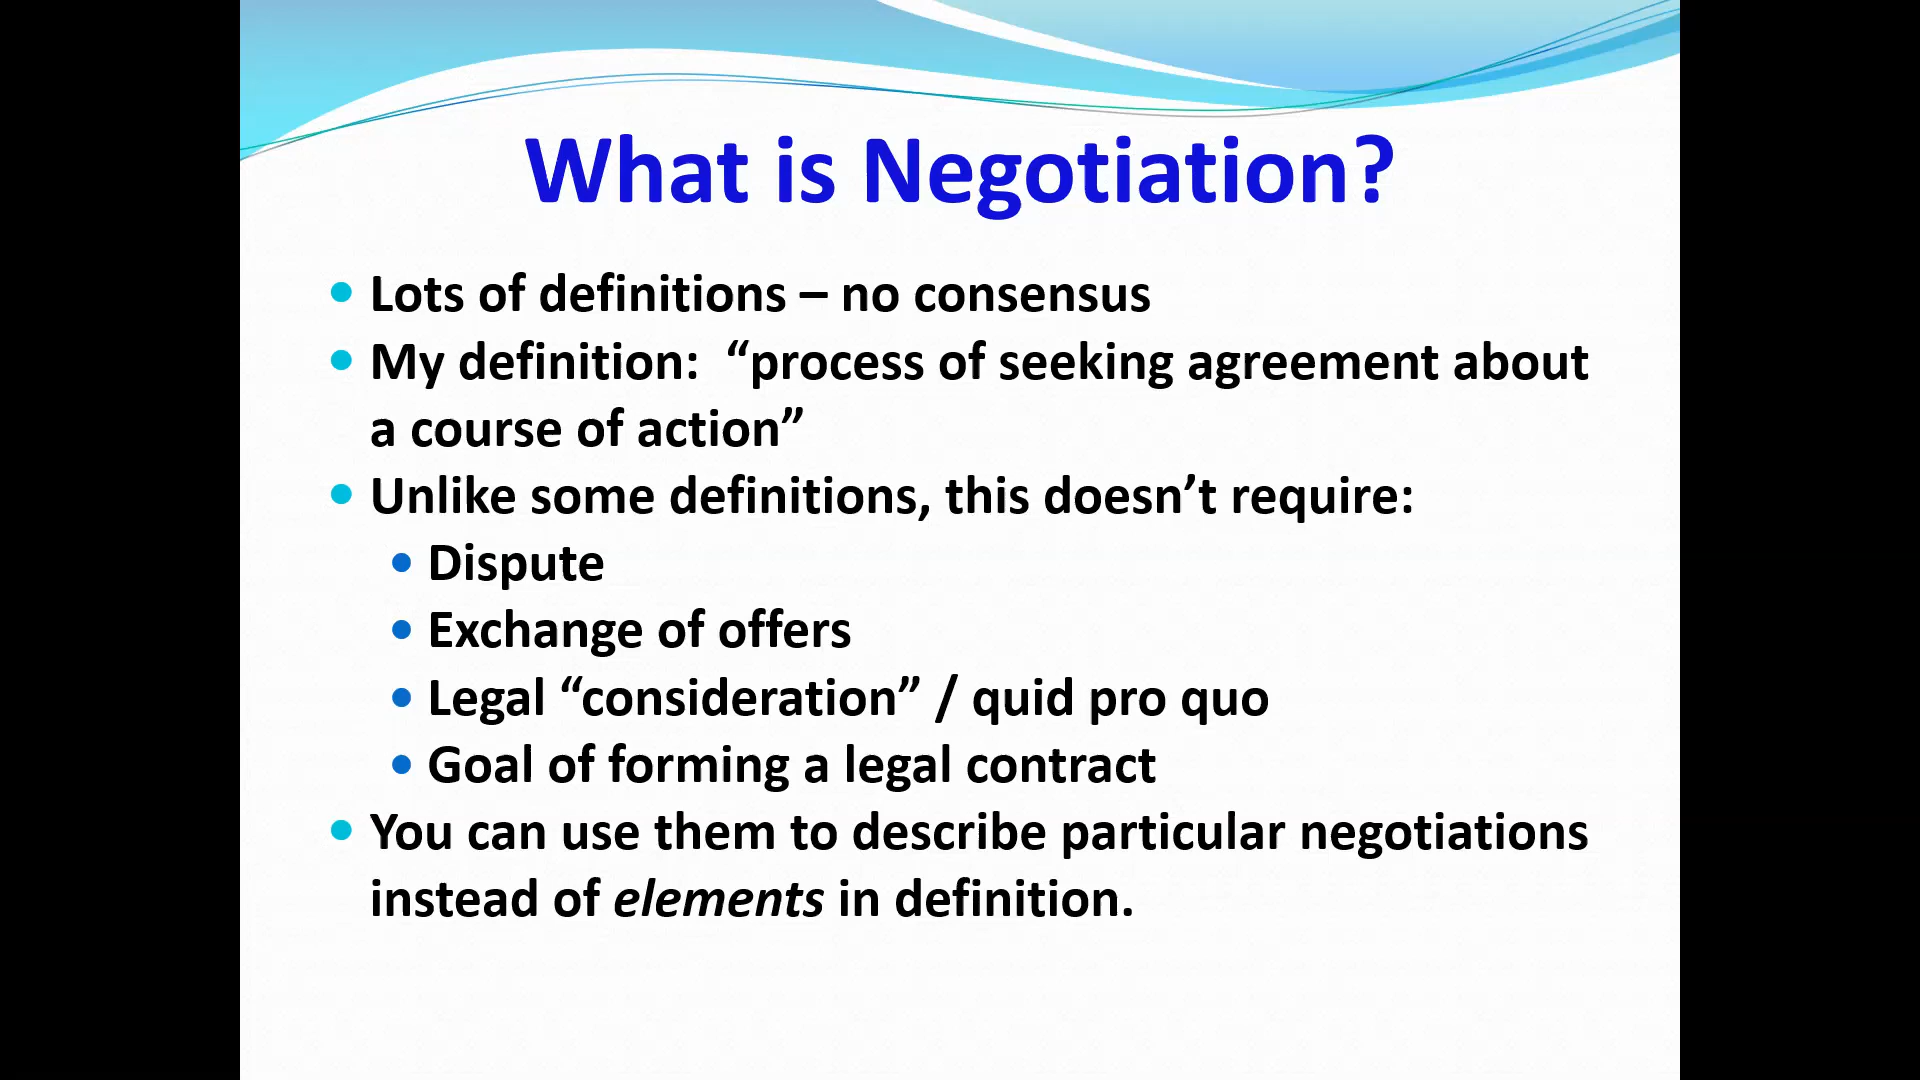 What is Negotiation?
• Lots of definitions – no consensus
• My definition:  “process of seeking agreement about
a course of action”
• Unlike some definitions, this doesn’t require:
• Dispute
• Exchange of offers
• Legal “consideration” / quid pro quo
• Goal of forming a legal contract
• You can use them to describe particular negotiations
instead of elements in definition.